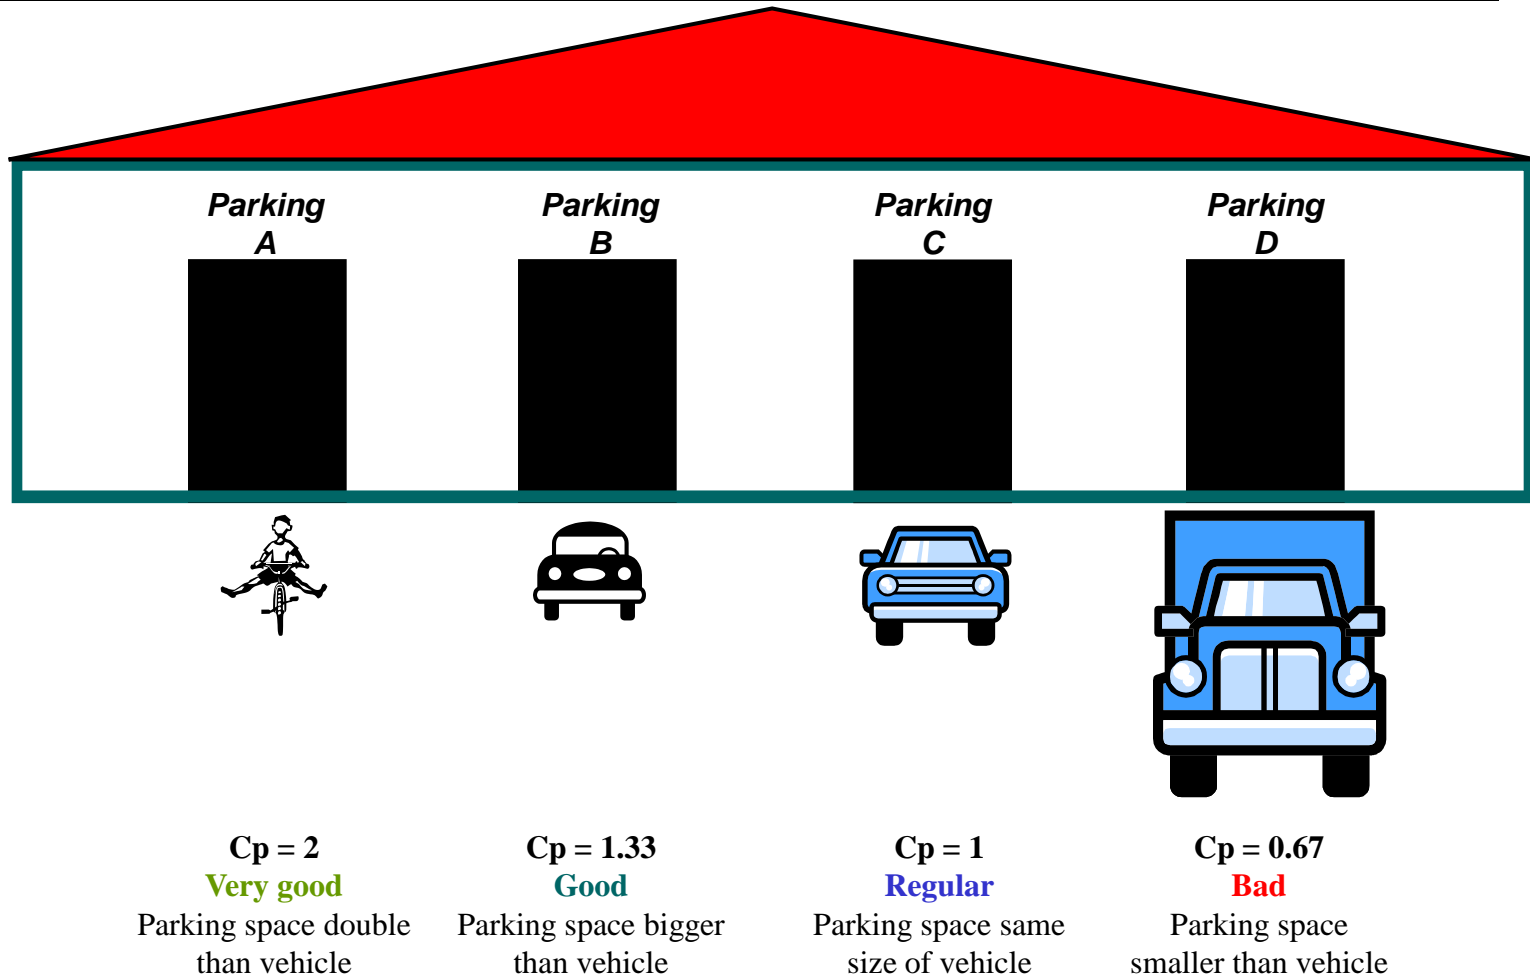 Parking
A
Parking
B
Parking
C
Parking
D
Cp = 2
Very good
Parking space double
than vehicle
Cp = 1.33
Good
Parking space bigger
than vehicle
Cp = 1
Regular
Parking space same
size of vehicle
Cp = 0.67
Bad
Parking space
smaller than vehicle